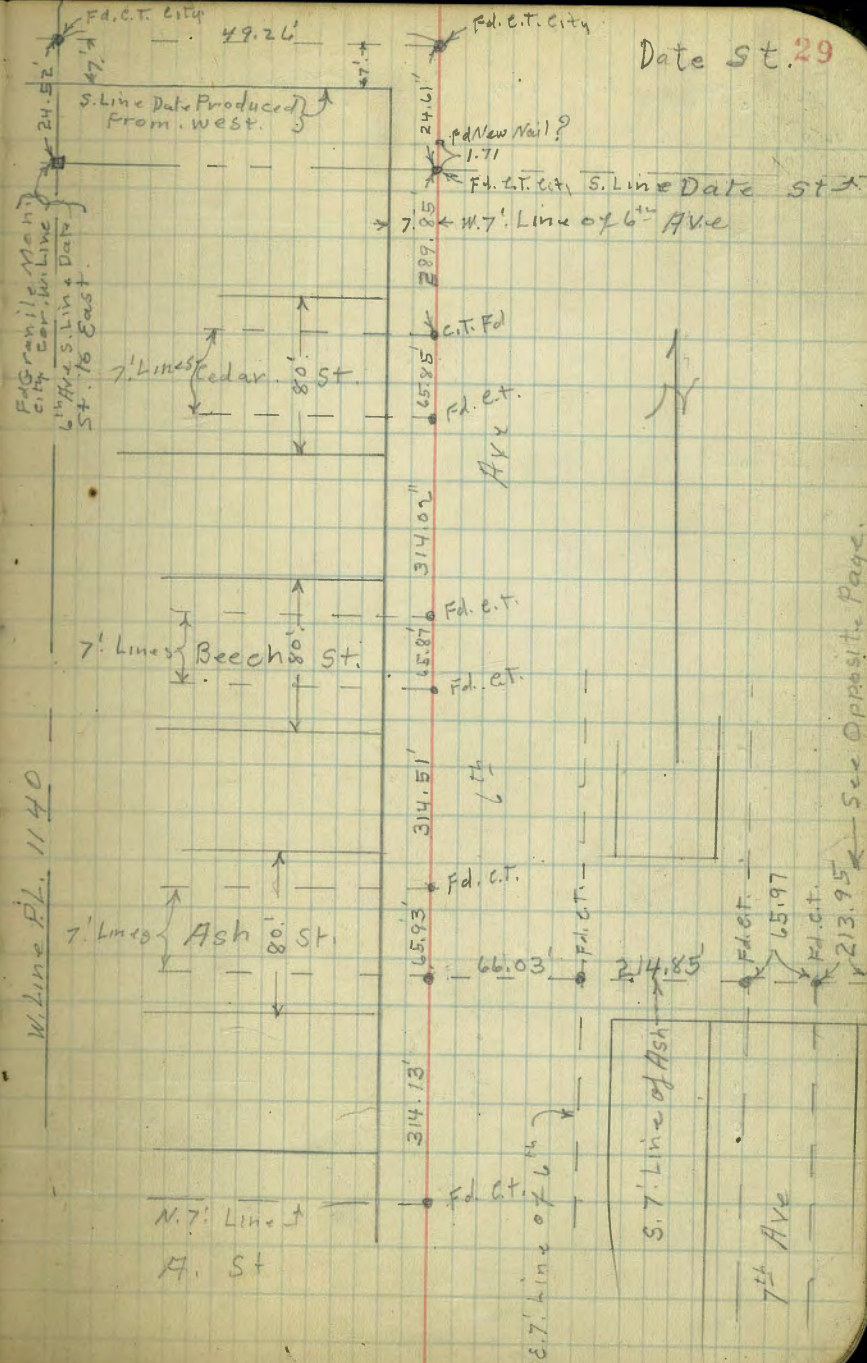 Fd. C.T. City
49.26'
Fd. C.T. City
Date St. 29
7'
7'
24.52'
24.61"
S. Line Date Produced
From. West.
Fd New Nail?
1.71
Fd. C.T. City S. Line Date St
7' W. 7' Line of 6th Ave
Fd Granite Mon
City Cor. W. Line
6th Ave S. Line Date
St. to East.
289.85'
C.T. Fd
7' Lines Cedar St.
80'
65.85'
Fd. C.T.
Ave
314.02"
Fd. C.T.
7' Lines Beech St.
80'
65.87'
Fd. C.T.
314.51'
6th
W. Line P.L. 1140
Fd. C.T.
7' Lines Ash St.
80'
65.93'
66.03'
Fd. C.T.
214.85'
Fd. C.T.
65.97
Fd. C.T.
213.95
See Opposite Page.
314.13'
S. 7' Line of Ash
Fd. C.T.
N. 7' Line
A. St
E. 7' Line of 6th
7th Ave